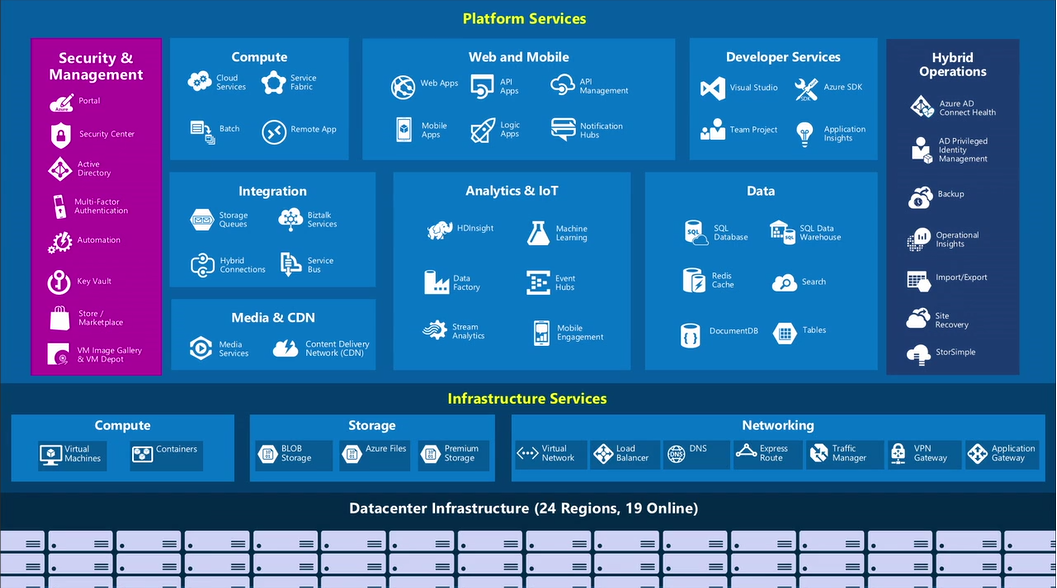 Platform Services
Security &
Management
Portal
Security Center
Active
Directory
Multi-Factor
Authentication
Automation
Key Vault
Store /
Marketplace
VM Image Gallery
& VM Depot
Compute
Cloud
Services
Service
Fabric
Batch
Remote App
Web and Mobile
Web Apps
API
Apps
API
Management
Mobile
Apps
Logic
Apps
Notification
Hubs
Developer Services
Visual Studio
SDK
Azure SDK
Team Project
Application
Insights
Hybrid
Operations
Azure AD
Connect Health
AD Privileged
Identity
Management
Backup
Operational
Insights
Import/Export
Site
Recovery
StorSimple
Integration
Storage
Queues
Biztalk
Services
Hybrid
Connections
Service
Bus
Media & CDN
Media
Services
Content Delivery
Network (CDN)
Analytics & IoT
HDInsight
Machine
Learning
Data
Factory
Event
Hubs
Stream
Analytics
Mobile
Engagement
Data
SQL
SQL
Database
SQL
SQL Data
Warehouse
Redis
Cache
Search
DocumentDB
Tables
Infrastructure Services
Compute
Virtual
Machines
Containers
Storage
BLOB
Storage
Azure Files
Premium
Storage
Networking
Virtual
Network
Load
Balancer
DNS
DNS
Express
Route
Traffic
Manager
VPN
Gateway
Application
Gateway
Datacenter Infrastructure (24 Regions, 19 Online)